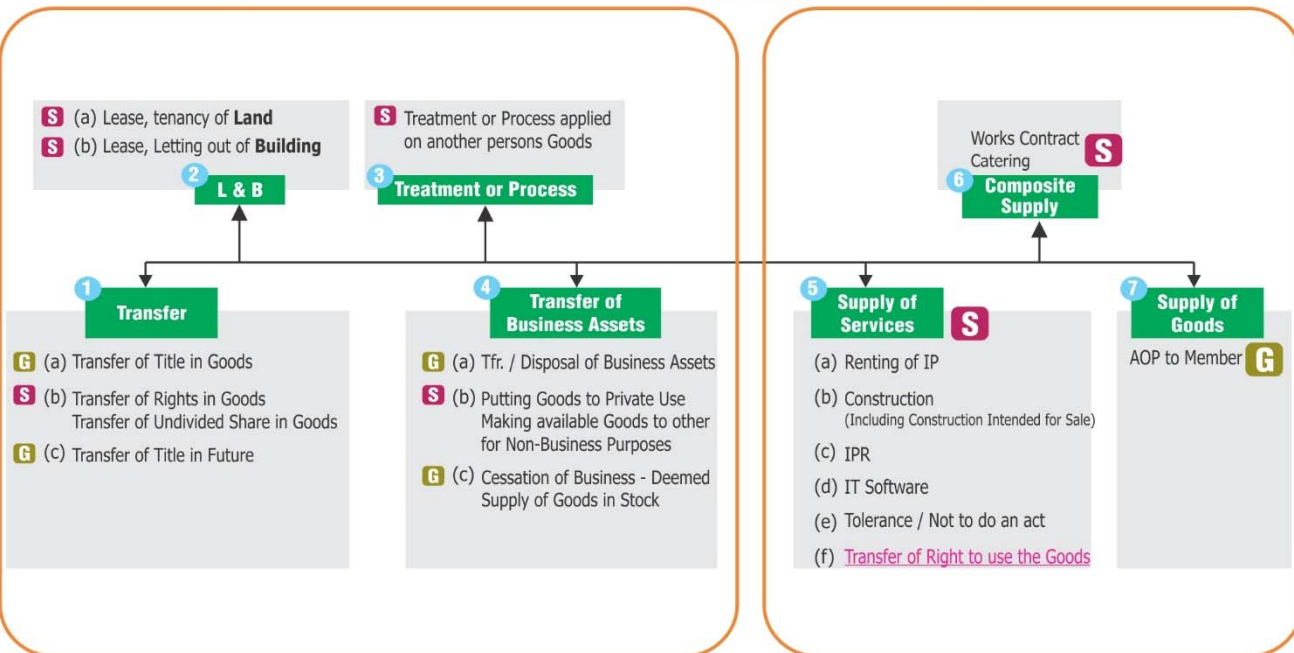 S (a) Lease, tenancy of Land
S (b) Lease, Letting out of Building
2 L & B
S Treatment or Process applied
on another persons Goods
3 Treatment or Process
Works Contract
Catering S
6 Composite
Supply
1 Transfer
G (a) Transfer of Title in Goods
S (b) Transfer of Rights in Goods
Transfer of Undivided Share in Goods
G (c) Transfer of Title in Future
4 Transfer of
Business Assets
G (a) Tfr. / Disposal of Business Assets
S (b) Putting Goods to Private Use
Making available Goods to other
for Non-Business Purposes
G (c) Cessation of Business - Deemed
Supply of Goods in Stock
5 Supply of
Services S
(a) Renting of IP
(b) Construction
(Including Construction Intended for Sale)
(c) IPR
(d) IT Software
(e) Tolerance / Not to do an act
(f) Transfer of Right to use the Goods
7 Supply of
Goods
AOP to Member G